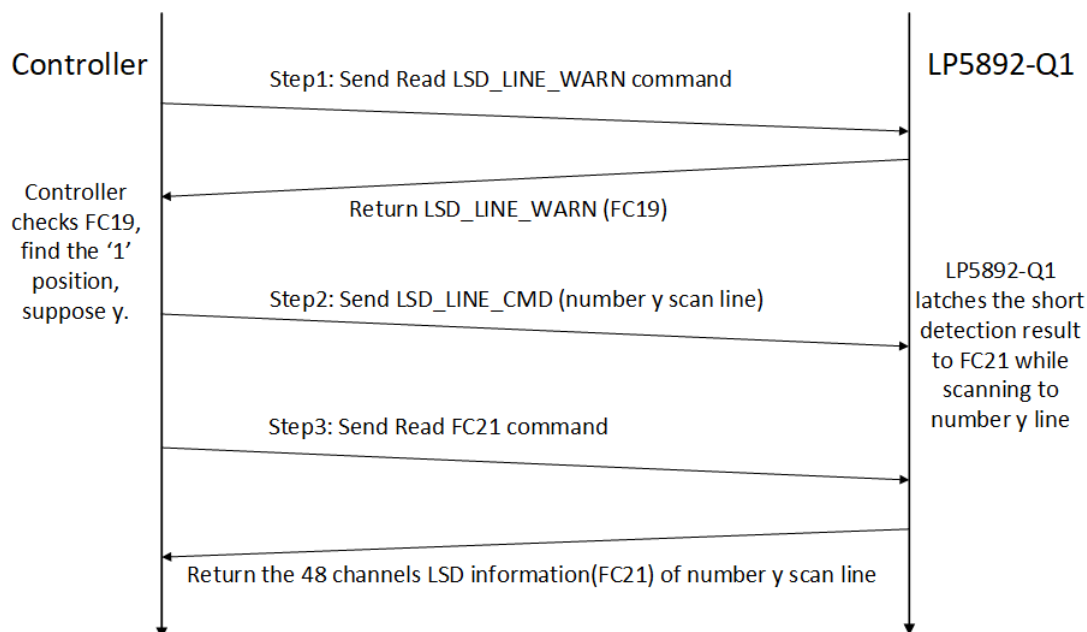 Controller
LP5892-Q1
Step1: Send Read LSD_LINE_WARN command
Return LSD_LINE_WARN (FC19)
Controller
checks FC19,
find the ‘1’
position,
suppose y.
Step2: Send LSD_LINE_CMD (number y scan line)
LP5892-Q1
latches the short
detection result
to FC21 while
scanning to
number y line
Step3: Send Read FC21 command
Return the 48 channels LSD information(FC21) of number y scan line